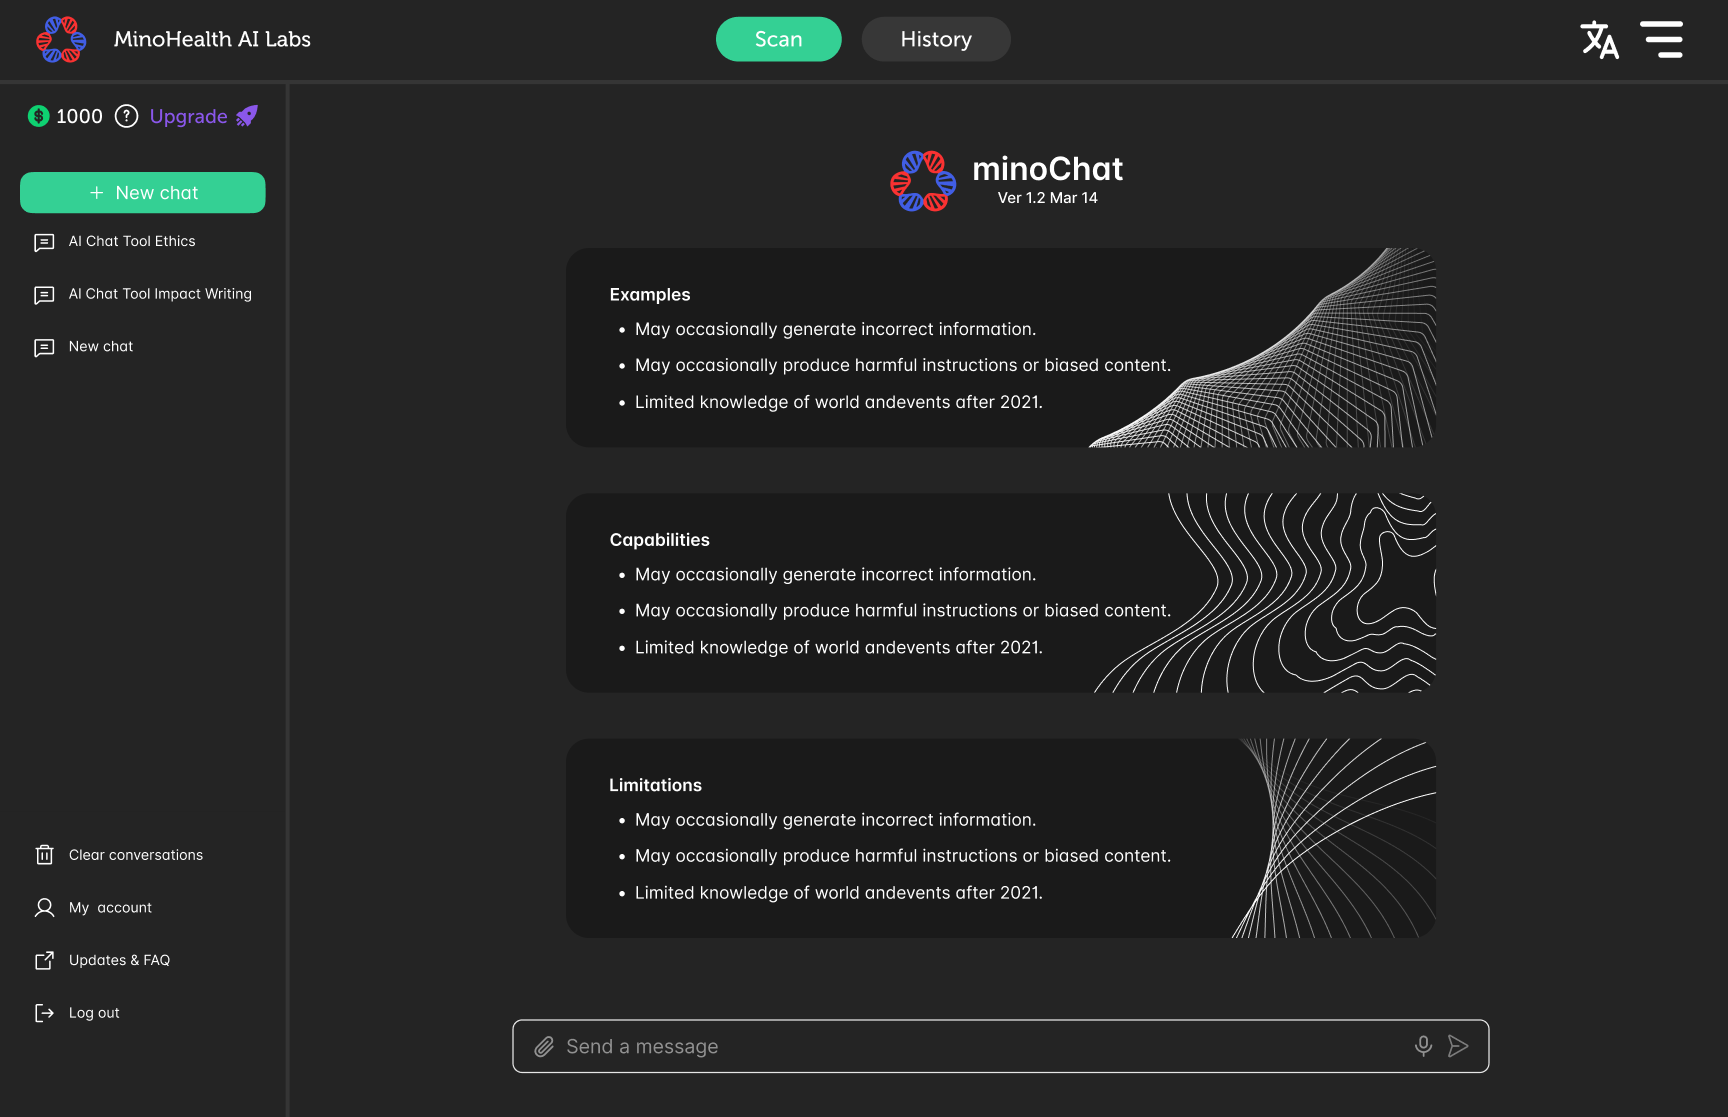 MinoHealth AI Labs
Scan
History
1000
Upgrade
+ New chat
AI Chat Tool Ethics
AI Chat Tool Impact Writing
New chat
Clear conversations
My account
Updates & FAQ
Log out
minoChat
Ver 1.2 Mar 14
Examples
• May occasionally generate incorrect information.
• May occasionally produce harmful instructions or biased content.
• Limited knowledge of world andevents after 2021.
Capabilities
• May occasionally generate incorrect information.
• May occasionally produce harmful instructions or biased content.
• Limited knowledge of world andevents after 2021.
Limitations
• May occasionally generate incorrect information.
• May occasionally produce harmful instructions or biased content.
• Limited knowledge of world andevents after 2021.
Send a message